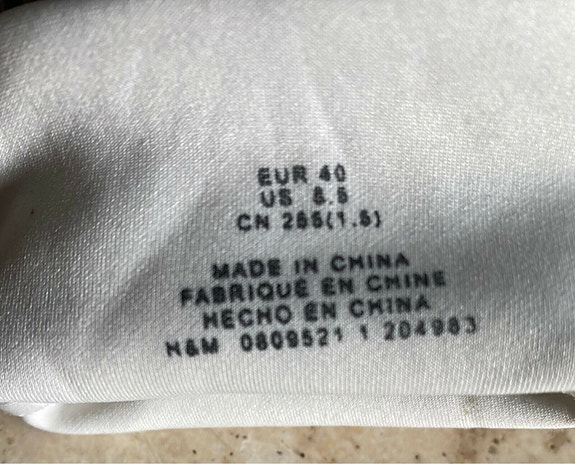 EUR 40
US 8.5
CN 255(1.5)
MADE IN CHINA
FABRIQUÉ EN CHINE
HECHO EN CHINA
H&M 0809521 1 204983